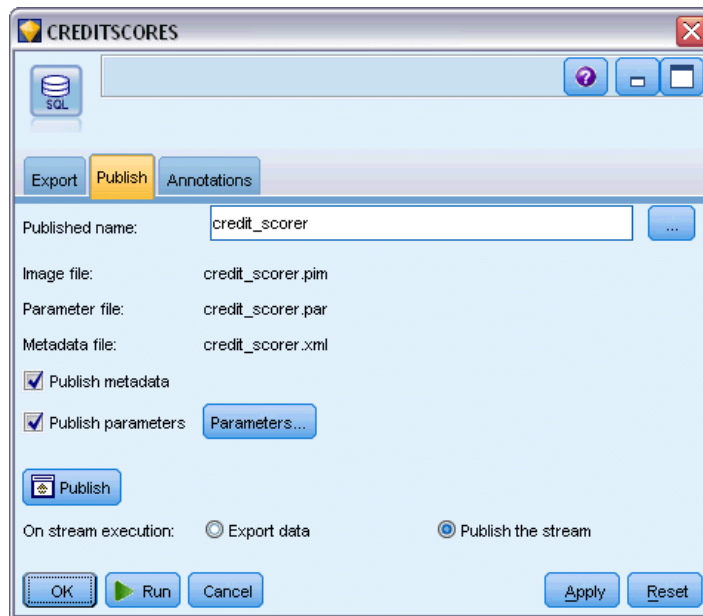 CREDITSCORES
SQL
Export Publish Annotations
Published name: credit_scorer ...
Image file: credit_scorer.pim
Parameter file: credit_scorer.par
Metadata file: credit_scorer.xml
Publish metadata
Publish parameters Parameters...
Publish
On stream execution: Export data Publish the stream
OK Run Cancel Apply Reset